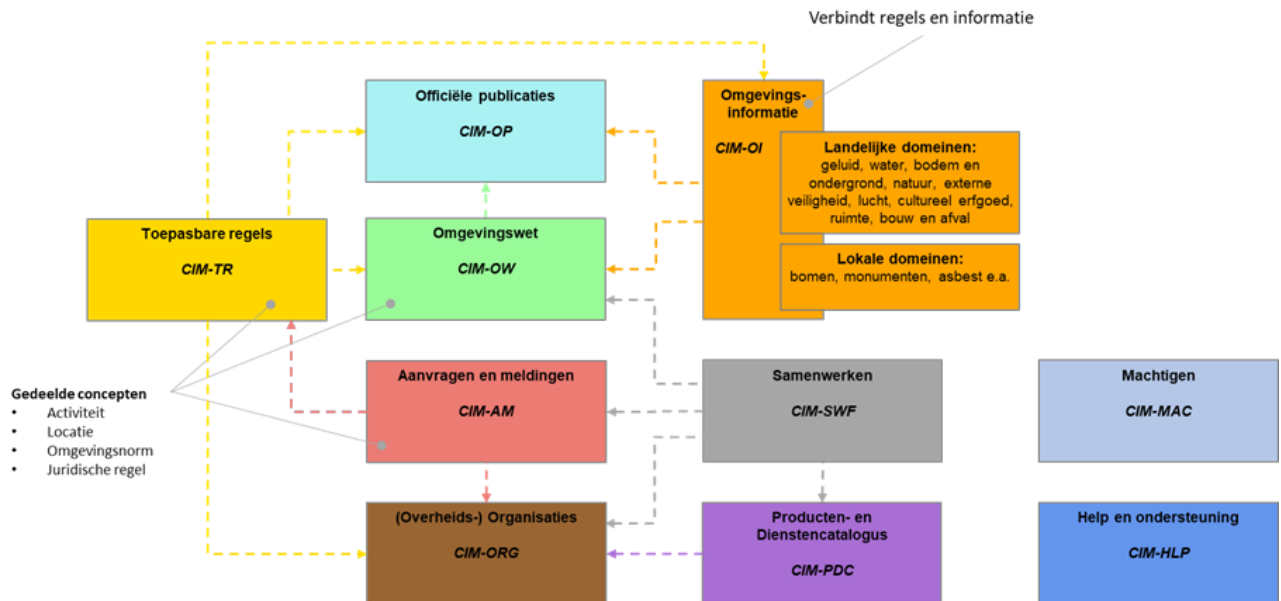 Verbindt regels en informatie
Officiële publicaties
CIM-OP
Omgevings-
informatie
CIM-OI
Landelijke domeinen:
geluid, water, bodem en
ondergrond, natuur, externe
veiligheid, lucht, cultureel erfgoed,
ruimte, bouw en afval
Lokale domeinen:
bomen, monumenten, asbest e.a.
Toepasbare regels
CIM-TR
Omgevingswet
CIM-OW
Gedeelde concepten
• Activiteit
• Locatie
• Omgevingsnorm
• Juridische regel
Aanvragen en meldingen
CIM-AM
Samenwerken
CIM-SWF
Machtigen
CIM-MAC
(Overheids-) Organisaties
CIM-ORG
Producten- en
Dienstencatalogus
CIM-PDC
Help en ondersteuning
CIM-HLP